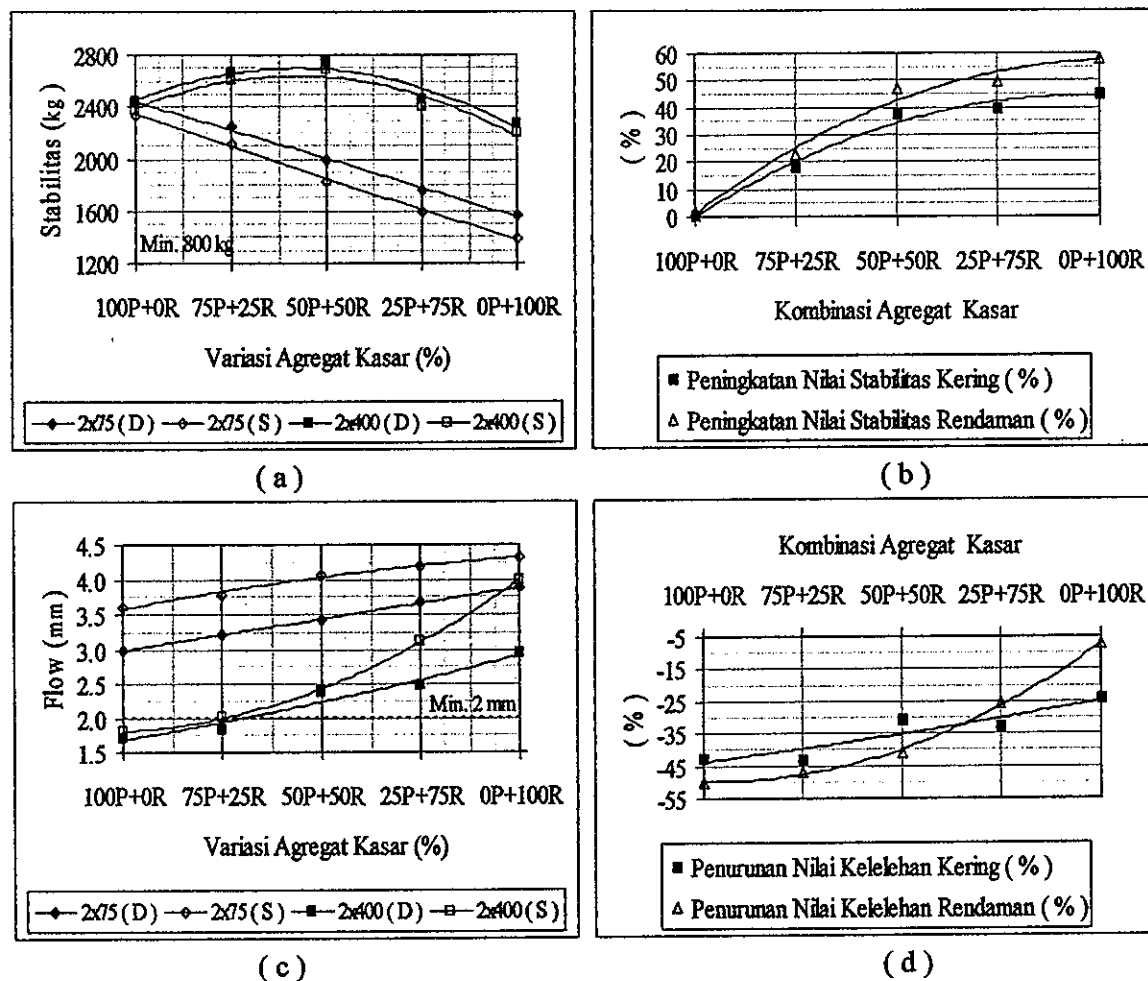 2800
2400
2000
1600
1200
Stabilitas (kg)
Min. 800 kg
100P+0R 75P+25R 50P+50R 25P+75R 0P+100R
Variasi Agregat Kasar (%)
2x75 ( D ) 2x75 ( S ) 2x400 ( D ) 2x400 ( S )
( a )
60
50
40
30
20
10
0
( % )
100P+0R 75P+25R 50P+50R 25P+75R 0P+100R
Kombinasi Agregat Kasar
Peningkatan Nilai Stabilitas Kering ( % )
Peningkatan Nilai Stabilitas Rendaman ( % )
( b )
4.5
4.0
3.5
3.0
2.5
2.0
1.5
Flow ( mm )
Min. 2 mm
100P+0R 75P+25R 50P+50R 25P+75R 0P+100R
Variasi Agregat Kasar (%)
2x75 ( D ) 2x75 ( S ) 2x400 ( D ) 2x400 ( S )
( c )
Kombinasi Agregat Kasar
100P+0R 75P+25R 50P+50R 25P+75R 0P+100R
-5
-15
-25
-35
-45
-55
( % )
Penurunan Nilai Kelelehan Kering ( % )
Penurunan Nilai Kelelehan Rendaman ( % )
( d )